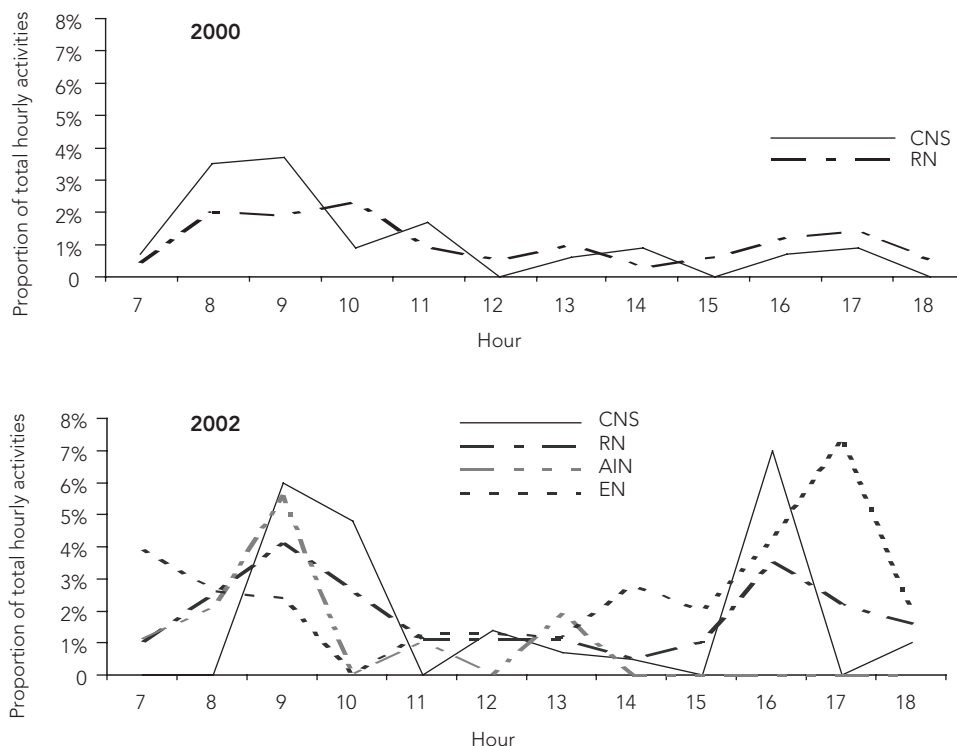 Proportion of total hourly activities
2000
8%
7%
6%
5%
4%
3%
2%
1%
0
CNS
RN
7 8 9 10 11 12 13 14 15 16 17 18
Hour
Proportion of total hourly activities
2002
8%
7%
6%
5%
4%
3%
2%
1%
0
CNS
RN
AIN
EN
7 8 9 10 11 12 13 14 15 16 17 18
Hour